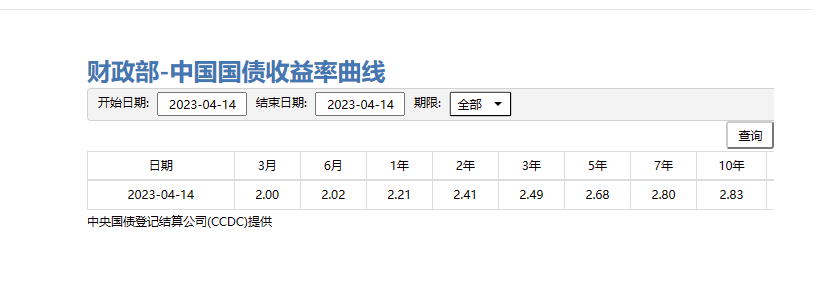 财政部-中国国债收益率曲线
开始日期: 2023-04-14 结束日期: 2023-04-14 期限: 全部
查询
日期 3月 6月 1年 2年 3年 5年 7年 10年
2023-04-14 2.00 2.02 2.21 2.41 2.49 2.68 2.80 2.83
中央国债登记结算公司(CCDC)提供